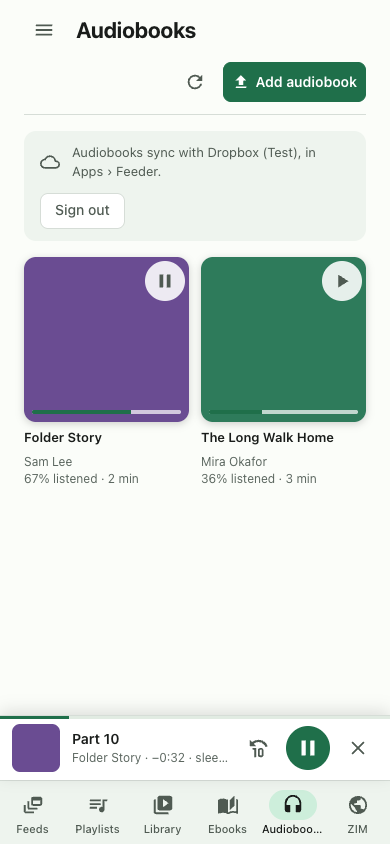 Audiobooks
Add audiobook
Audiobooks sync with Dropbox (Test), in
Apps › Feeder.
Sign out
Folder Story
Sam Lee
67% listened · 2 min
The Long Walk Home
Mira Okafor
36% listened · 3 min
Part 10
Folder Story · −0:32 · slee...
10
Feeds
Playlists
Library
Ebooks
Audioboo...
ZIM